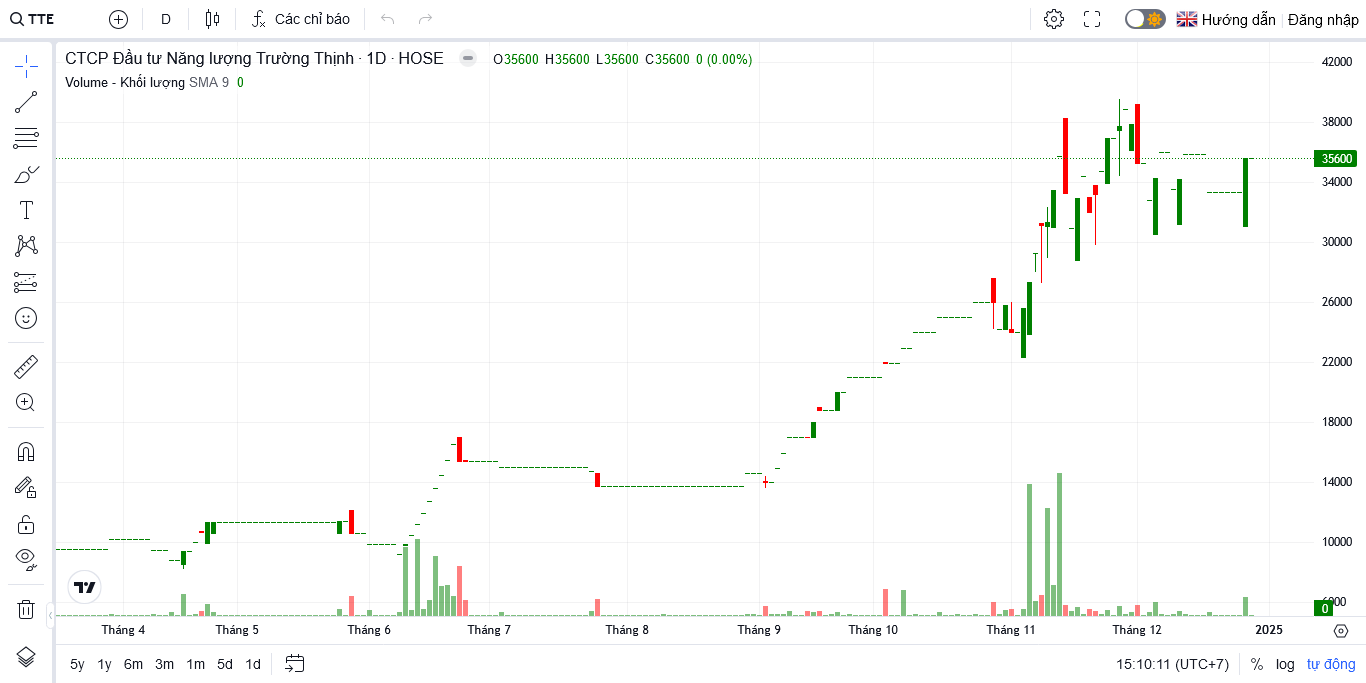 TTE D Các chỉ báo Hướng dẫn Đăng nhập
CTCP Đầu tư Năng lượng Trường Thịnh · 1D · HOSE O35600 H35600 L35600 C35600 0 (0.00%)
Volume - Khối lượng SMA 9 0
42000
38000
35600
34000
30000
26000
22000
18000
14000
10000
6000
0
Tháng 4 Tháng 5 Tháng 6 Tháng 7 Tháng 8 Tháng 9 Tháng 10 Tháng 11 Tháng 12 2025
5y 1y 6m 3m 1m 5d 1d 15:10:11 (UTC+7) % log tự động